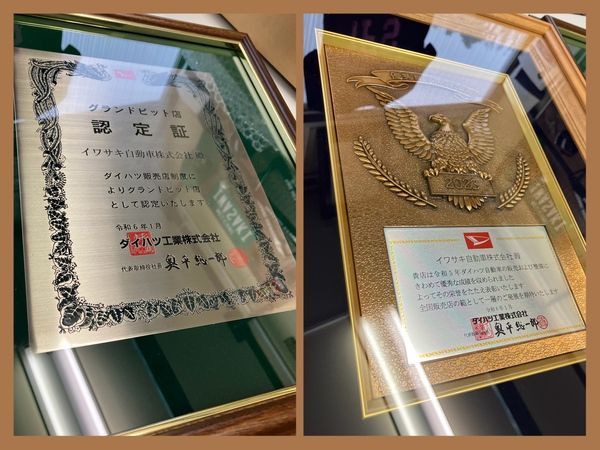 グランドピット店
認定証
イワサキ自動車株式会社 殿
ダイハツ販売店制度に
よりグランドピット店
として認定いたします
令和6年1月
ダイハツ工業株式会社
代表取締役社長 奥平総一郎
2023
イワサキ自動車株式会社 殿
貴店は令和5年ダイハツ自動車の販売および整備に
きわめて優秀な成績を収められました
よってその栄誉をたたえ表彰いたします
全国販売店の範として一層のご発展を期待いたします
ダイハツ工業株式会社
奥平総一郎